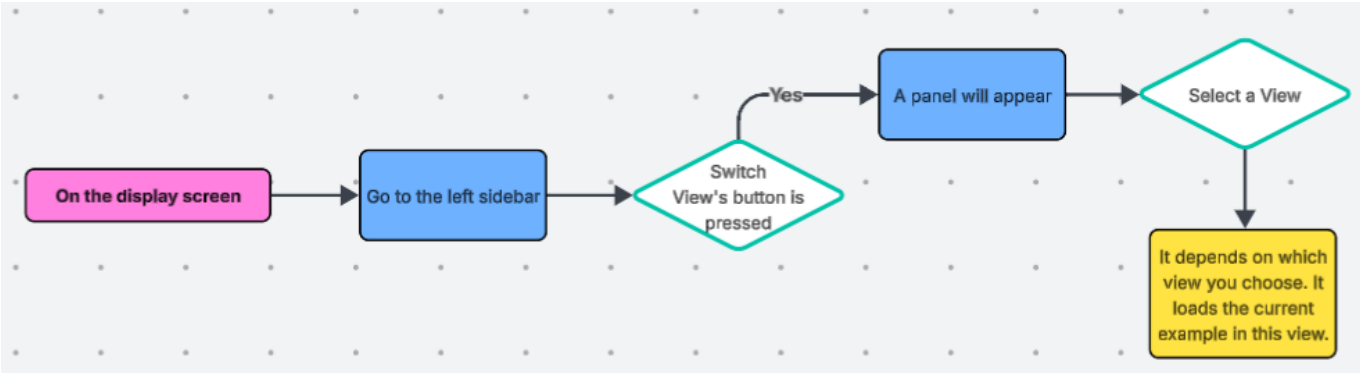 On the display screen
Go to the left sidebar
Switch
View's button is
pressed
Yes
A panel will appear
Select a View
It depends on which
view you choose. It
loads the current
example in this view.